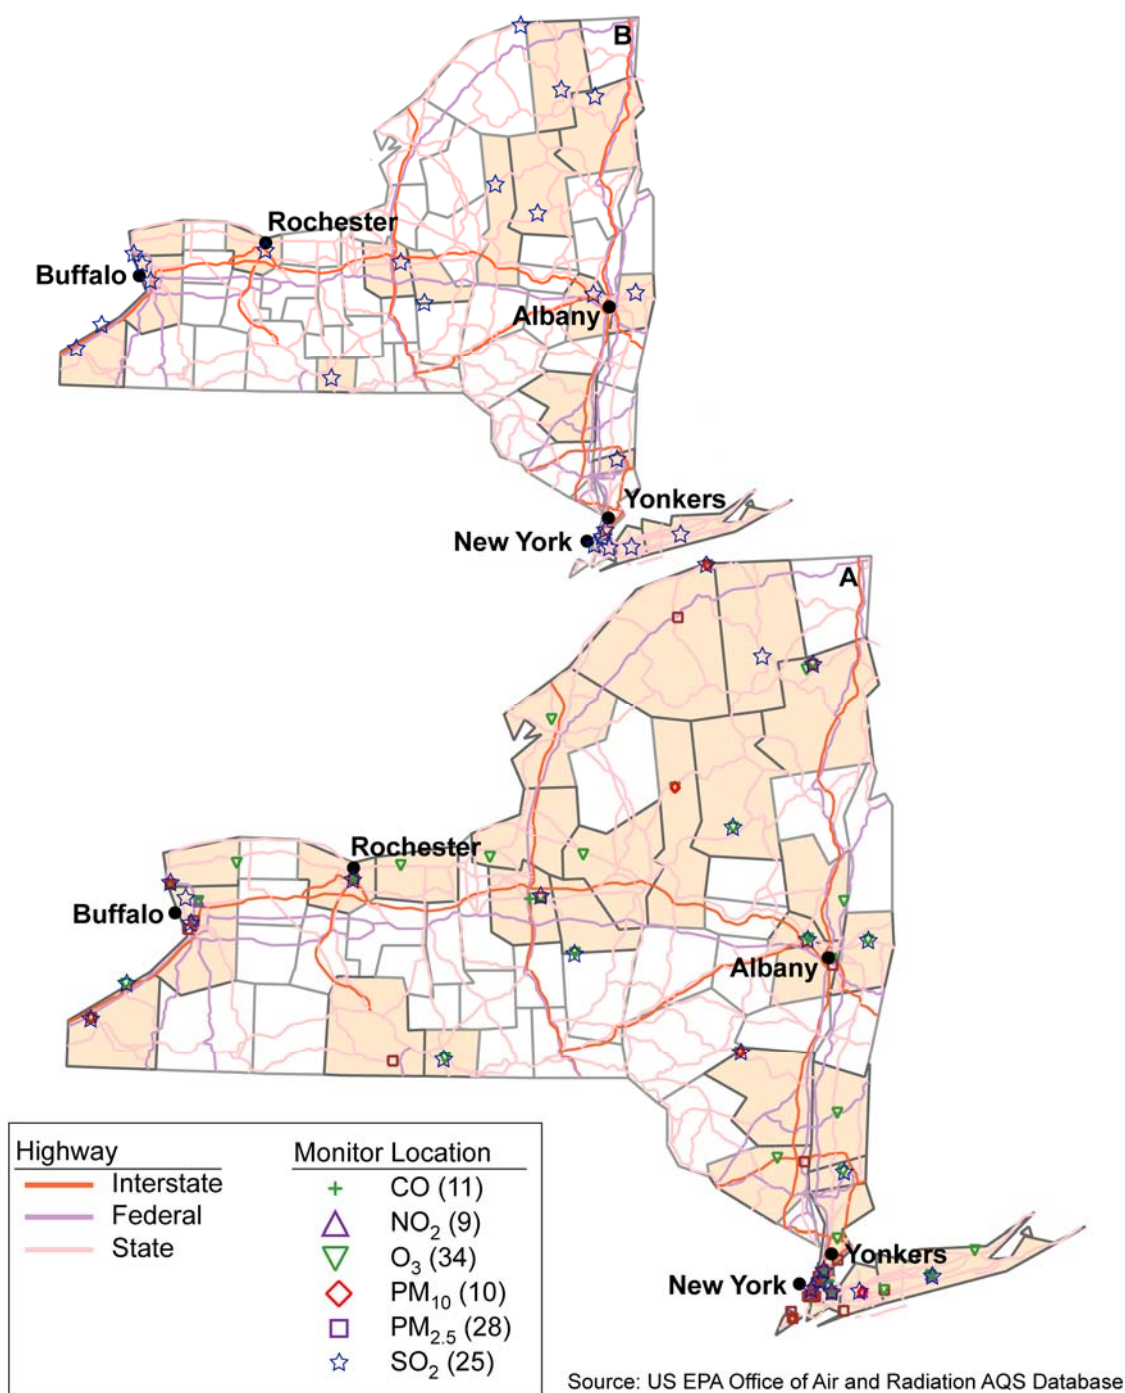 B
Rochester
Buffalo
Albany
Yonkers
New York
A
Rochester
Buffalo
Albany
Yonkers
New York
Highway
Interstate
Federal
State
Monitor Location
CO (11)
NO2 (9)
O3 (34)
PM10 (10)
PM2.5 (28)
SO2 (25)
Source: US EPA Office of Air and Radiation AQS Database